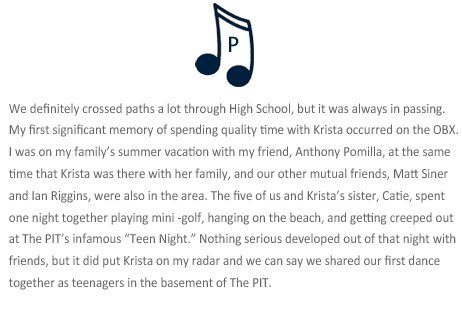 P
We definitely crossed paths a lot through High School, but it was always in passing.
My first significant memory of spending quality time with Krista occurred on the OBX.
I was on my family's summer vacation with my friend, Anthony Pomilla, at the same
time that Krista was there with her family, and our other mutual friends, Matt Siner
and Ian Riggins, were also in the area. The five of us and Krista's sister, Catie, spent
one night together playing mini -golf, hanging on the beach, and getting creeped out
at The PIT's infamous "Teen Night." Nothing serious developed out of that night with
friends, but it did put Krista on my radar and we can say we shared our first dance
together as teenagers in the basement of The PIT.